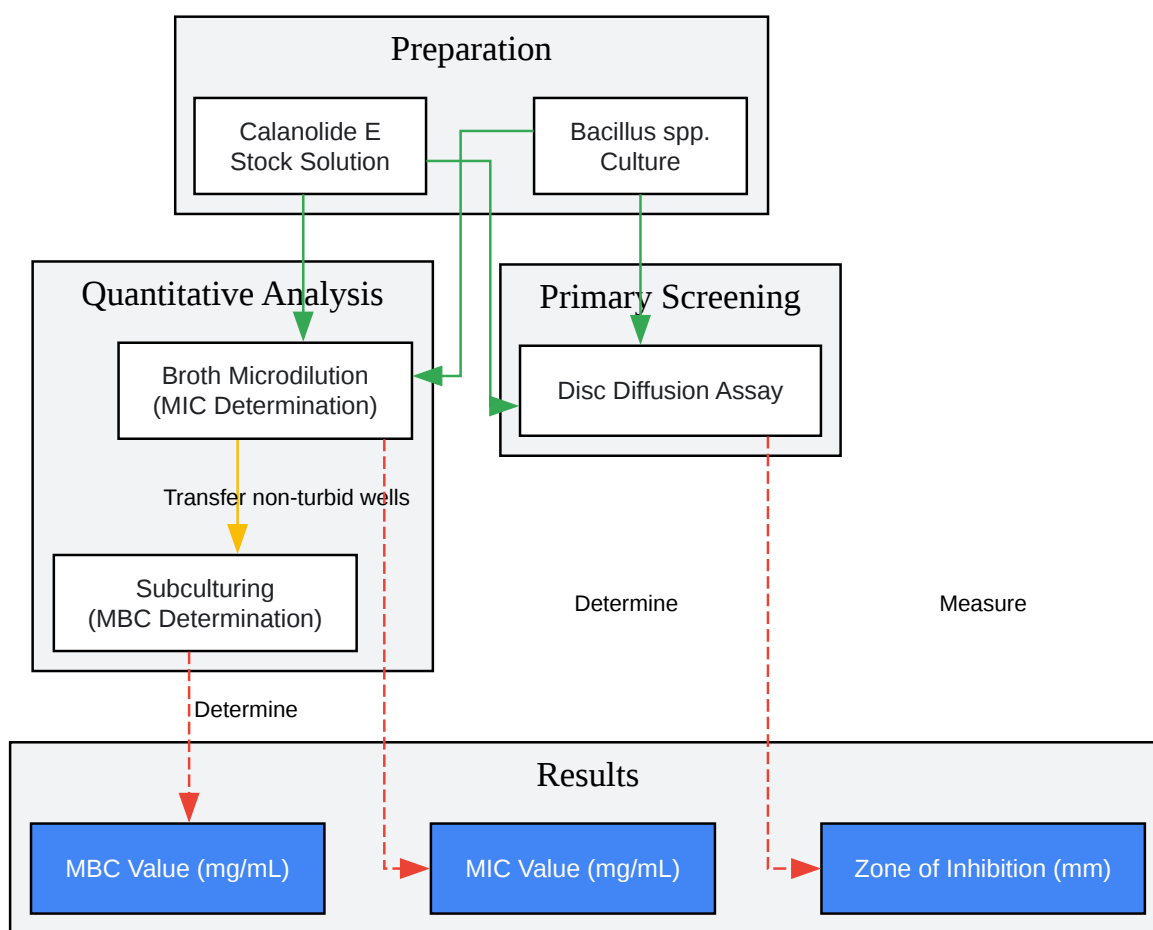 Preparation
Calanolide E
Stock Solution
Bacillus spp.
Culture
Quantitative Analysis
Primary Screening
Broth Microdilution
(MIC Determination)
Disc Diffusion Assay
Transfer non-turbid wells
Subculturing
(MBC Determination)
Determine
Measure
Determine
Results
MBC Value (mg/mL)
MIC Value (mg/mL)
Zone of Inhibition (mm)